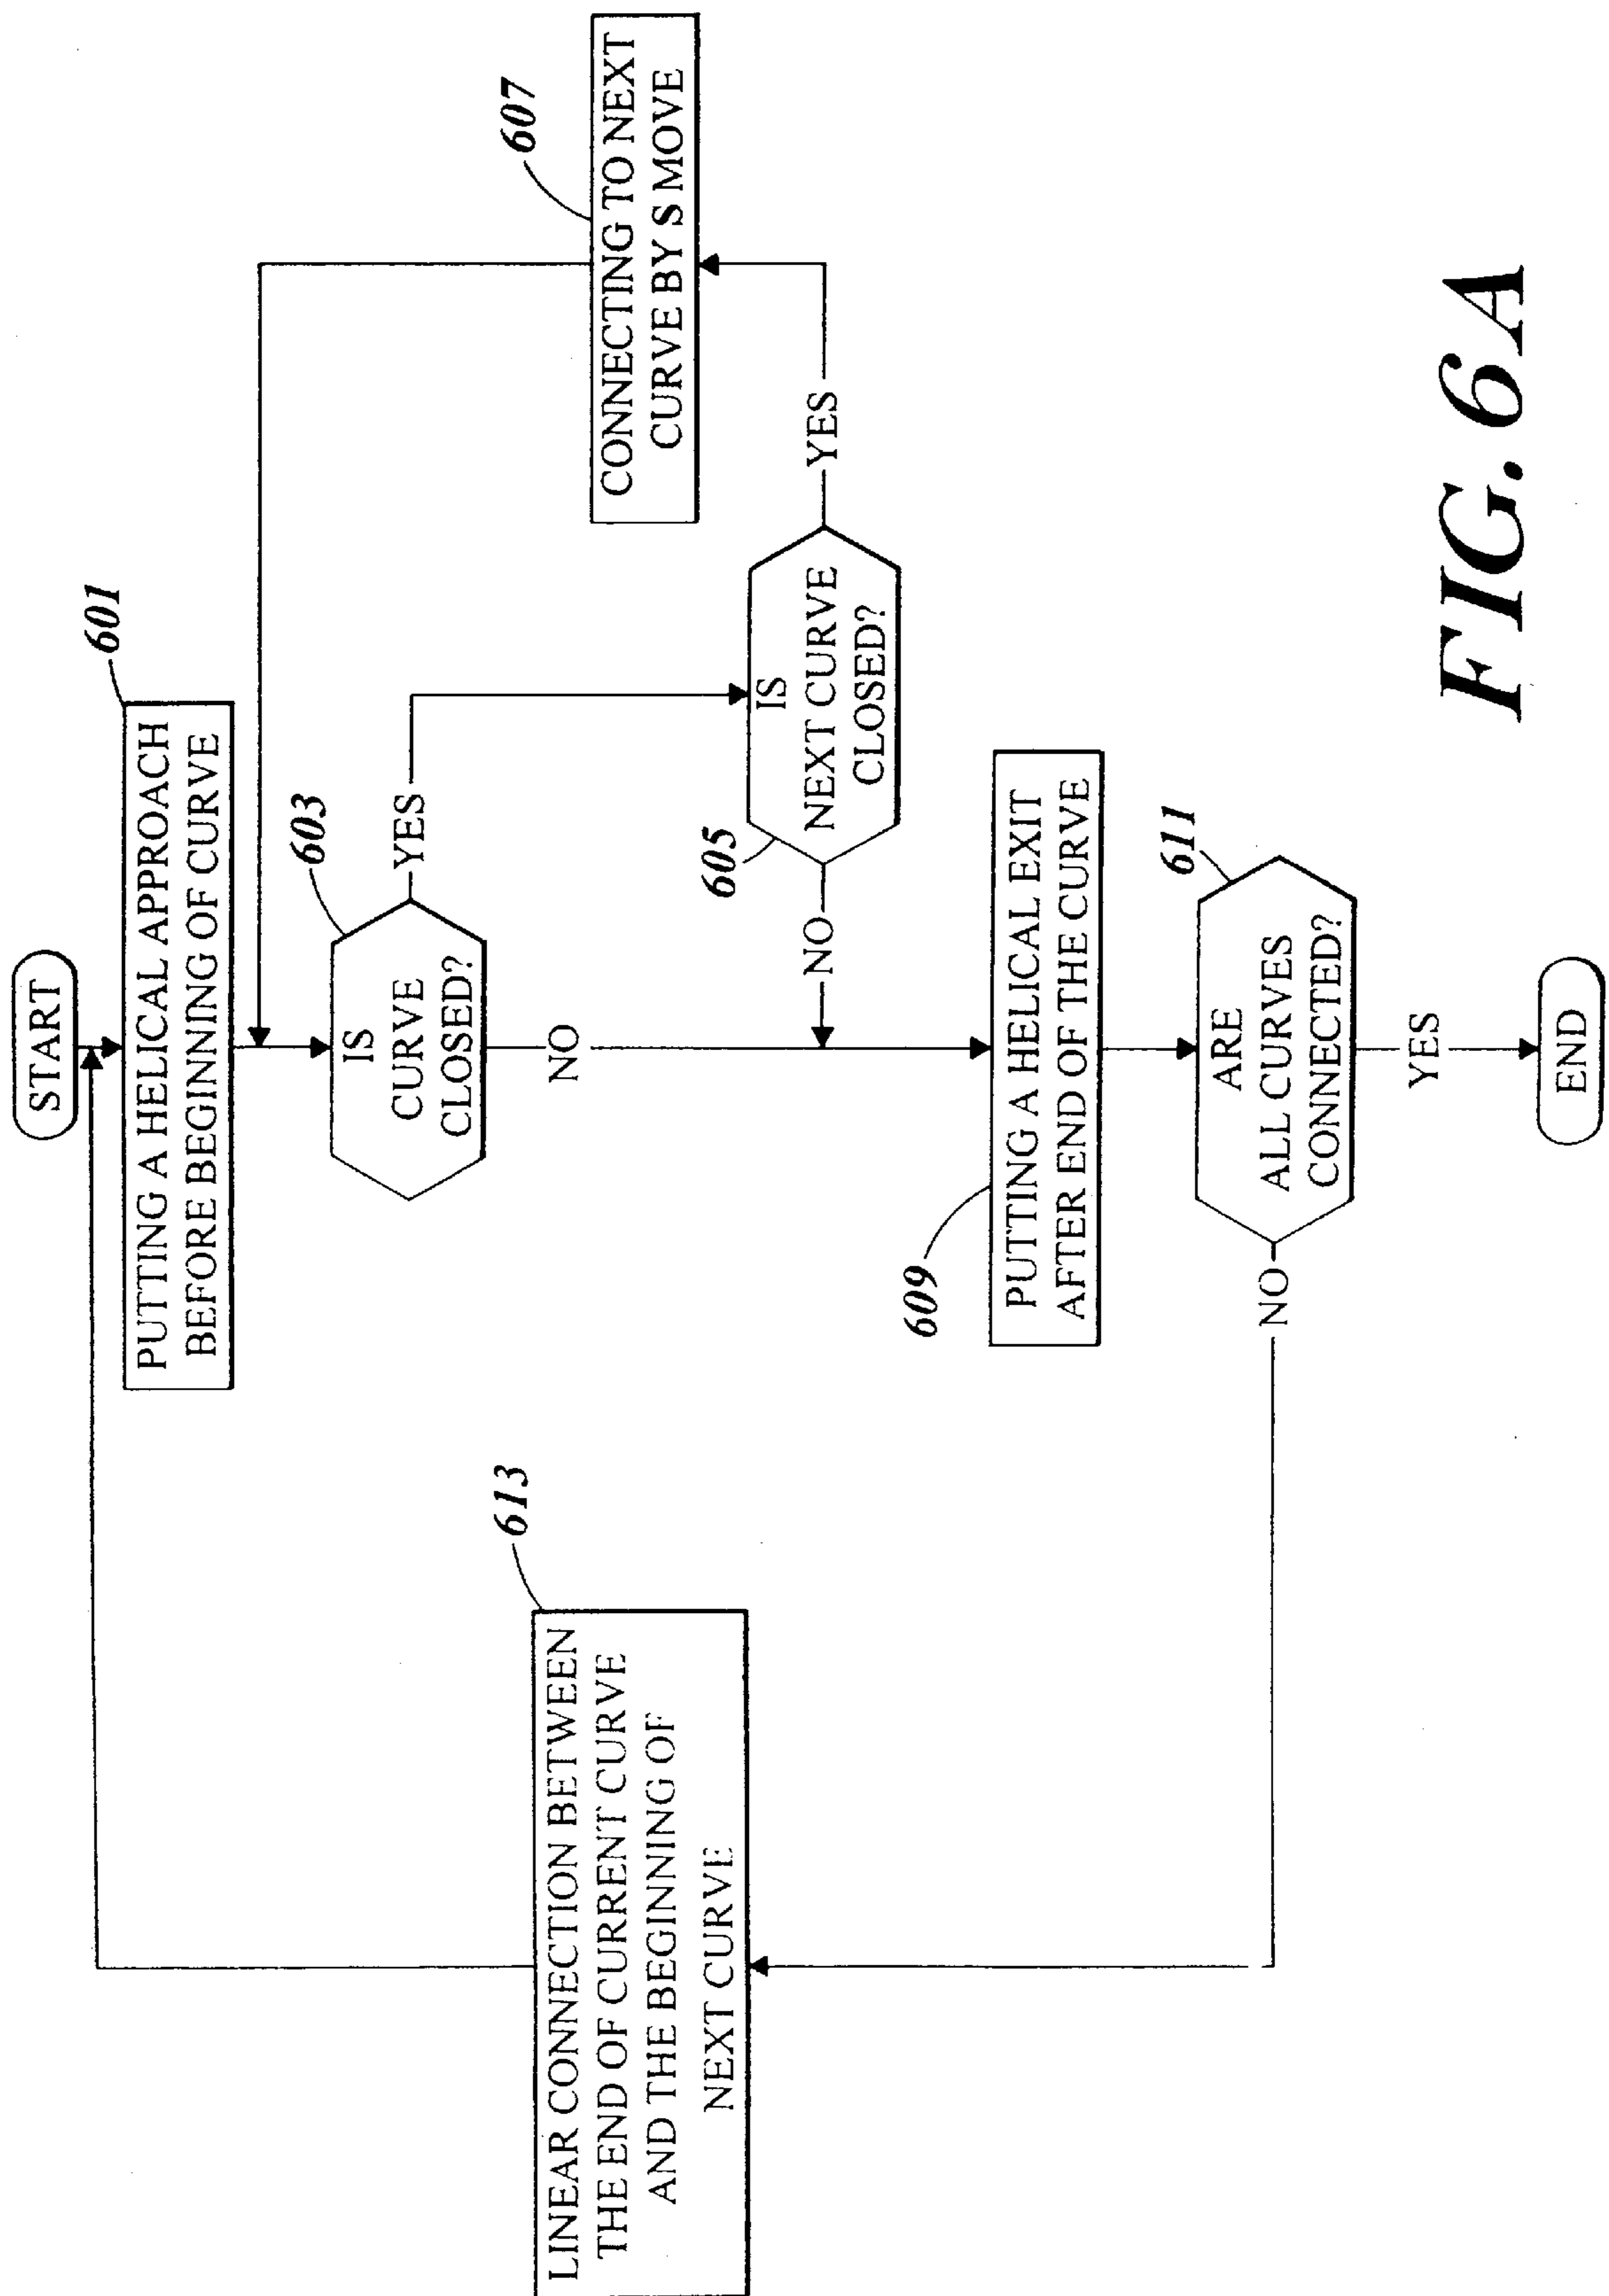 START
601
PUTTING A HELICAL APPROACH
BEFORE BEGINNING OF CURVE
603
IS
CURVE
CLOSED?
YES
NO
607
CONNECTING TO NEXT
CURVE BY S MOVE
605
IS
NEXT CURVE
CLOSED?
YES
NO
609
PUTTING A HELICAL EXIT
AFTER END OF THE CURVE
611
ARE
ALL CURVES
CONNECTED?
NO
YES
613
LINEAR CONNECTION BETWEEN
THE END OF CURRENT CURVE
AND THE BEGINNING OF
NEXT CURVE
END
FIG. 6A